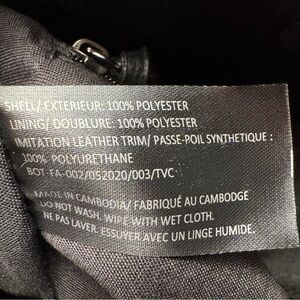 SHELL/ EXTERIEUR: 100% POLYESTER
LINING/ DOUBLURE: 100% POLYESTER
IMITATION LEATHER TRIM/ PASSE-POIL SYNTHETIQUE :
100% POLYURETHANE
BOT-FA-002/052020/003/TVC
MADE IN CAMBODIA/ FABRIQUÉ AU CAMBODGE
DO NOT WASH. WIPE WITH WET CLOTH.
NE PAS LAVER. ESSUYER AVEC UN LINGE HUMIDE.